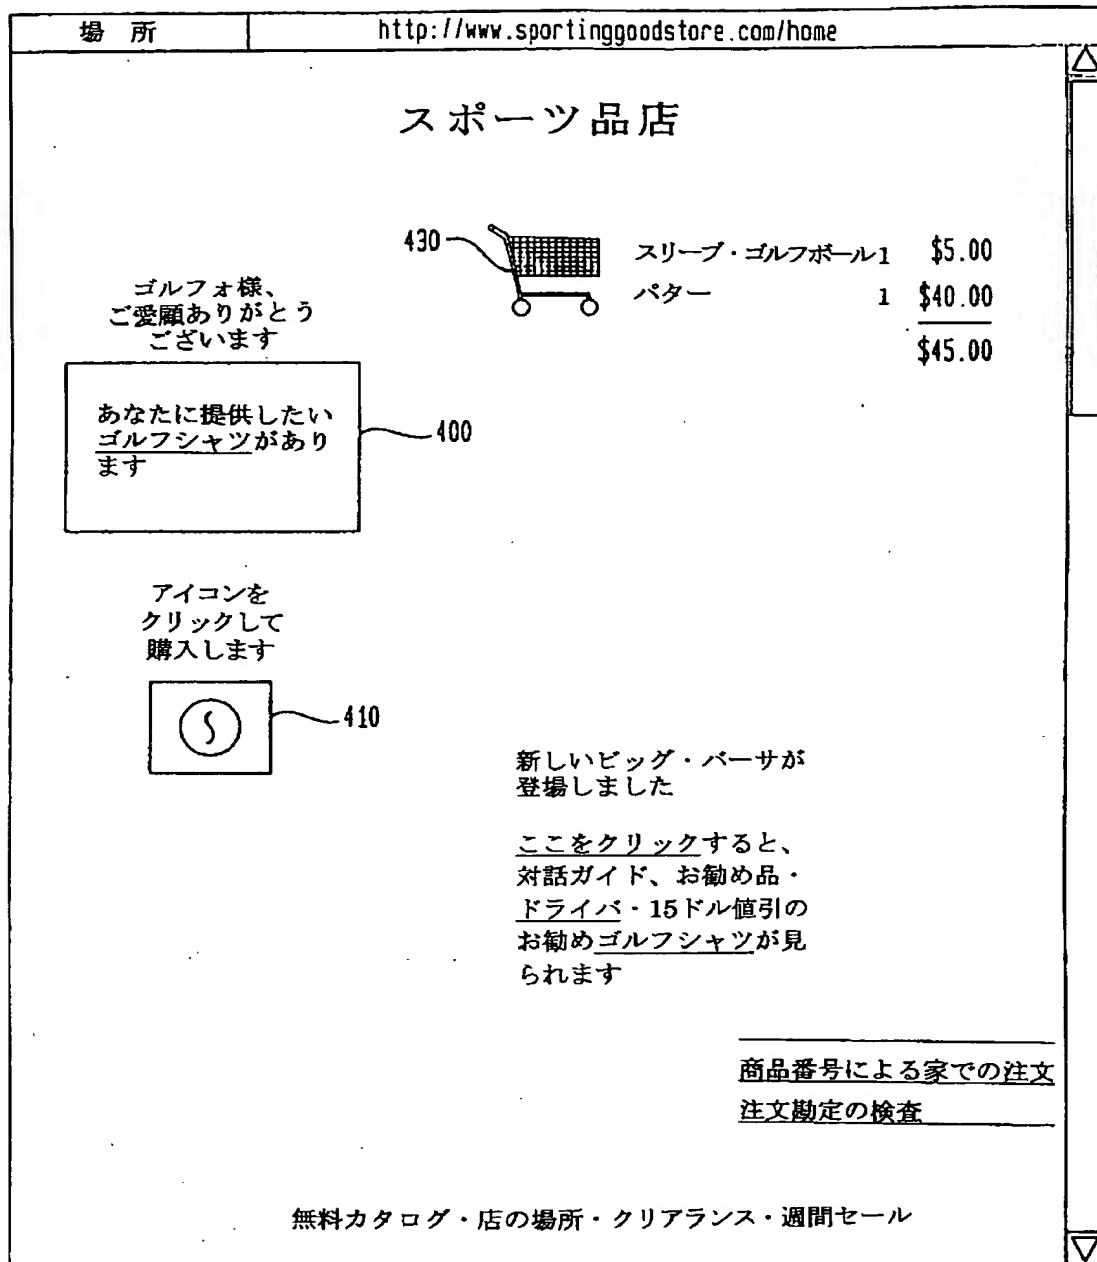 場 所
http://www.sportinggoodstore.com/home
スポーツ品店
430
スリーブ・ゴルフボール1 $5.00
パター 1 $40.00
$45.00
ゴルフォ様、
ご愛顧ありがとう
ございます
あなたに提供したい
ゴルフシャツがあり
ます
400
アイコンを
クリックして
購入します
410
新しいビッグ・バーサが
登場しました
ここをクリックすると、
対話ガイド、お勧め品・
ドライバ・15ドル値引の
お勧めゴルフシャツが見
られます
商品番号による家での注文
注文勘定の検査
無料カタログ・店の場所・クリアランス・週間セール